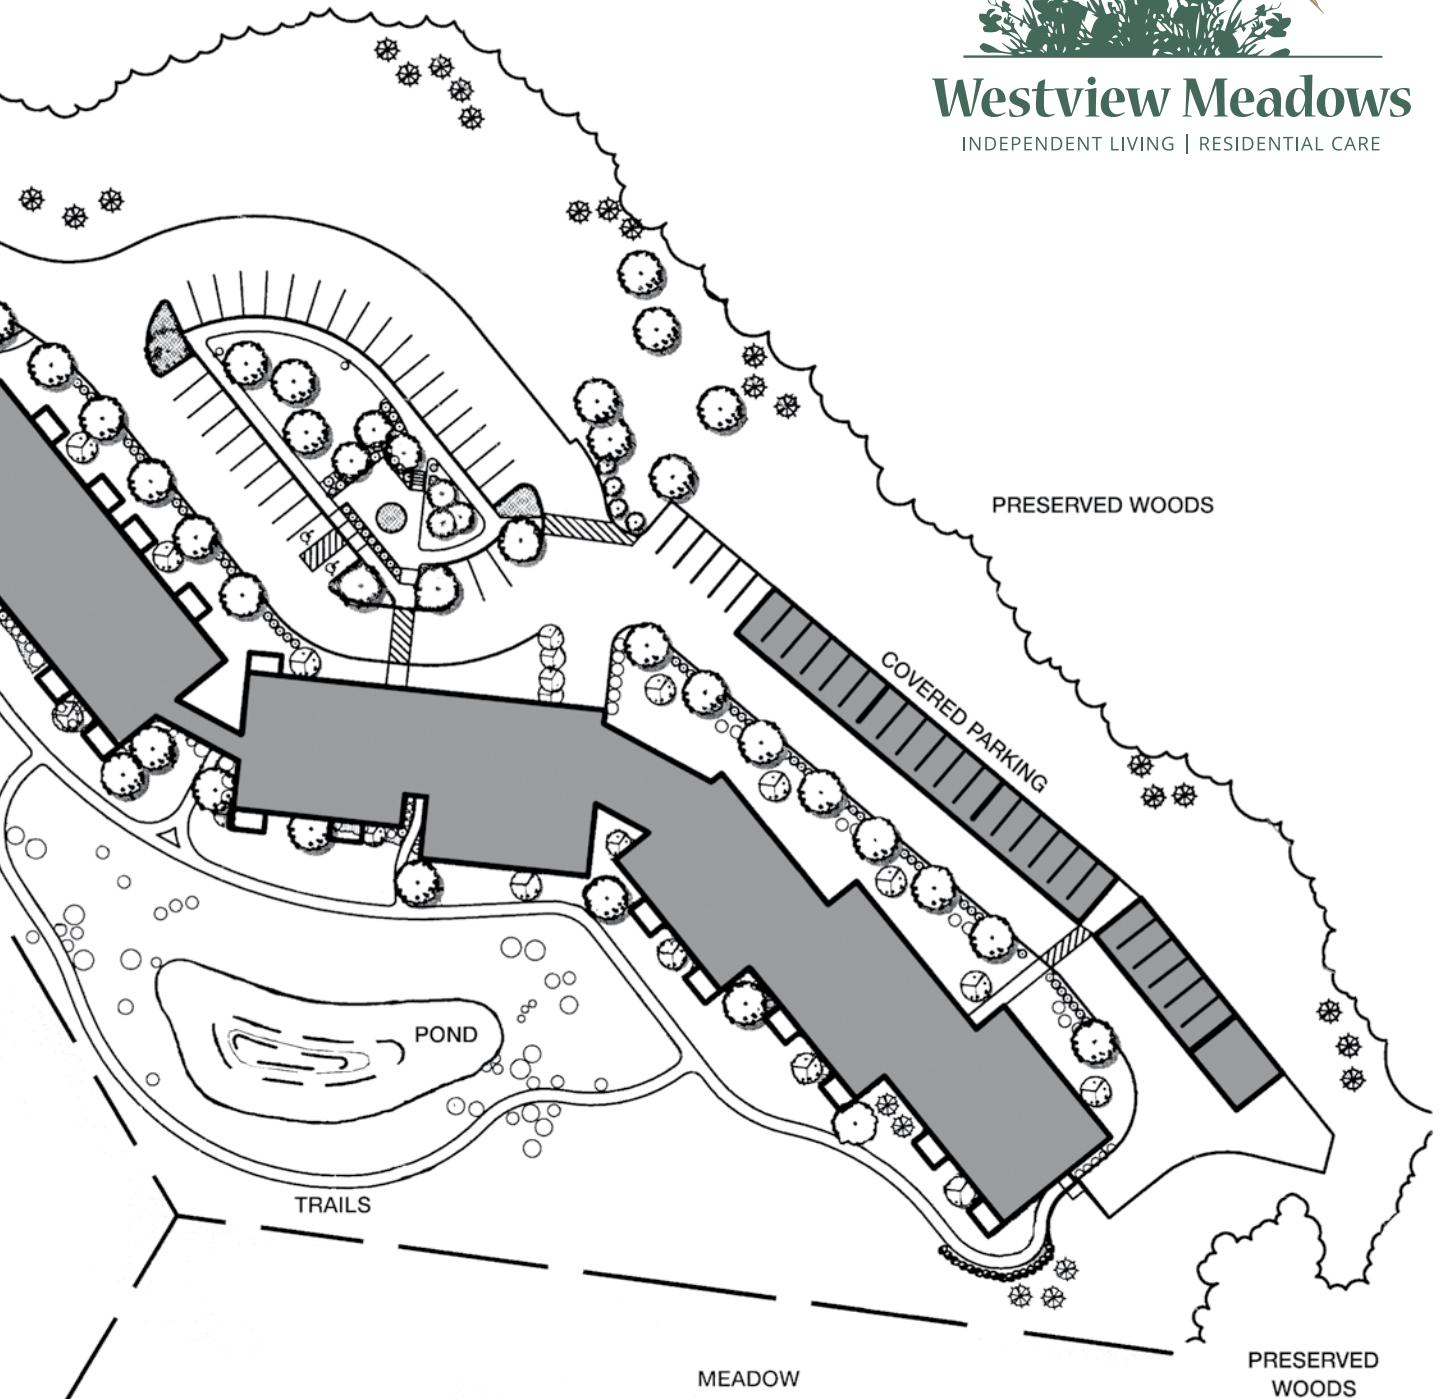 Westview Meadows
INDEPENDENT LIVING | RESIDENTIAL CARE
PRESERVED WOODS
COVERED PARKING
POND
TRAILS
MEADOW
PRESERVED
WOODS